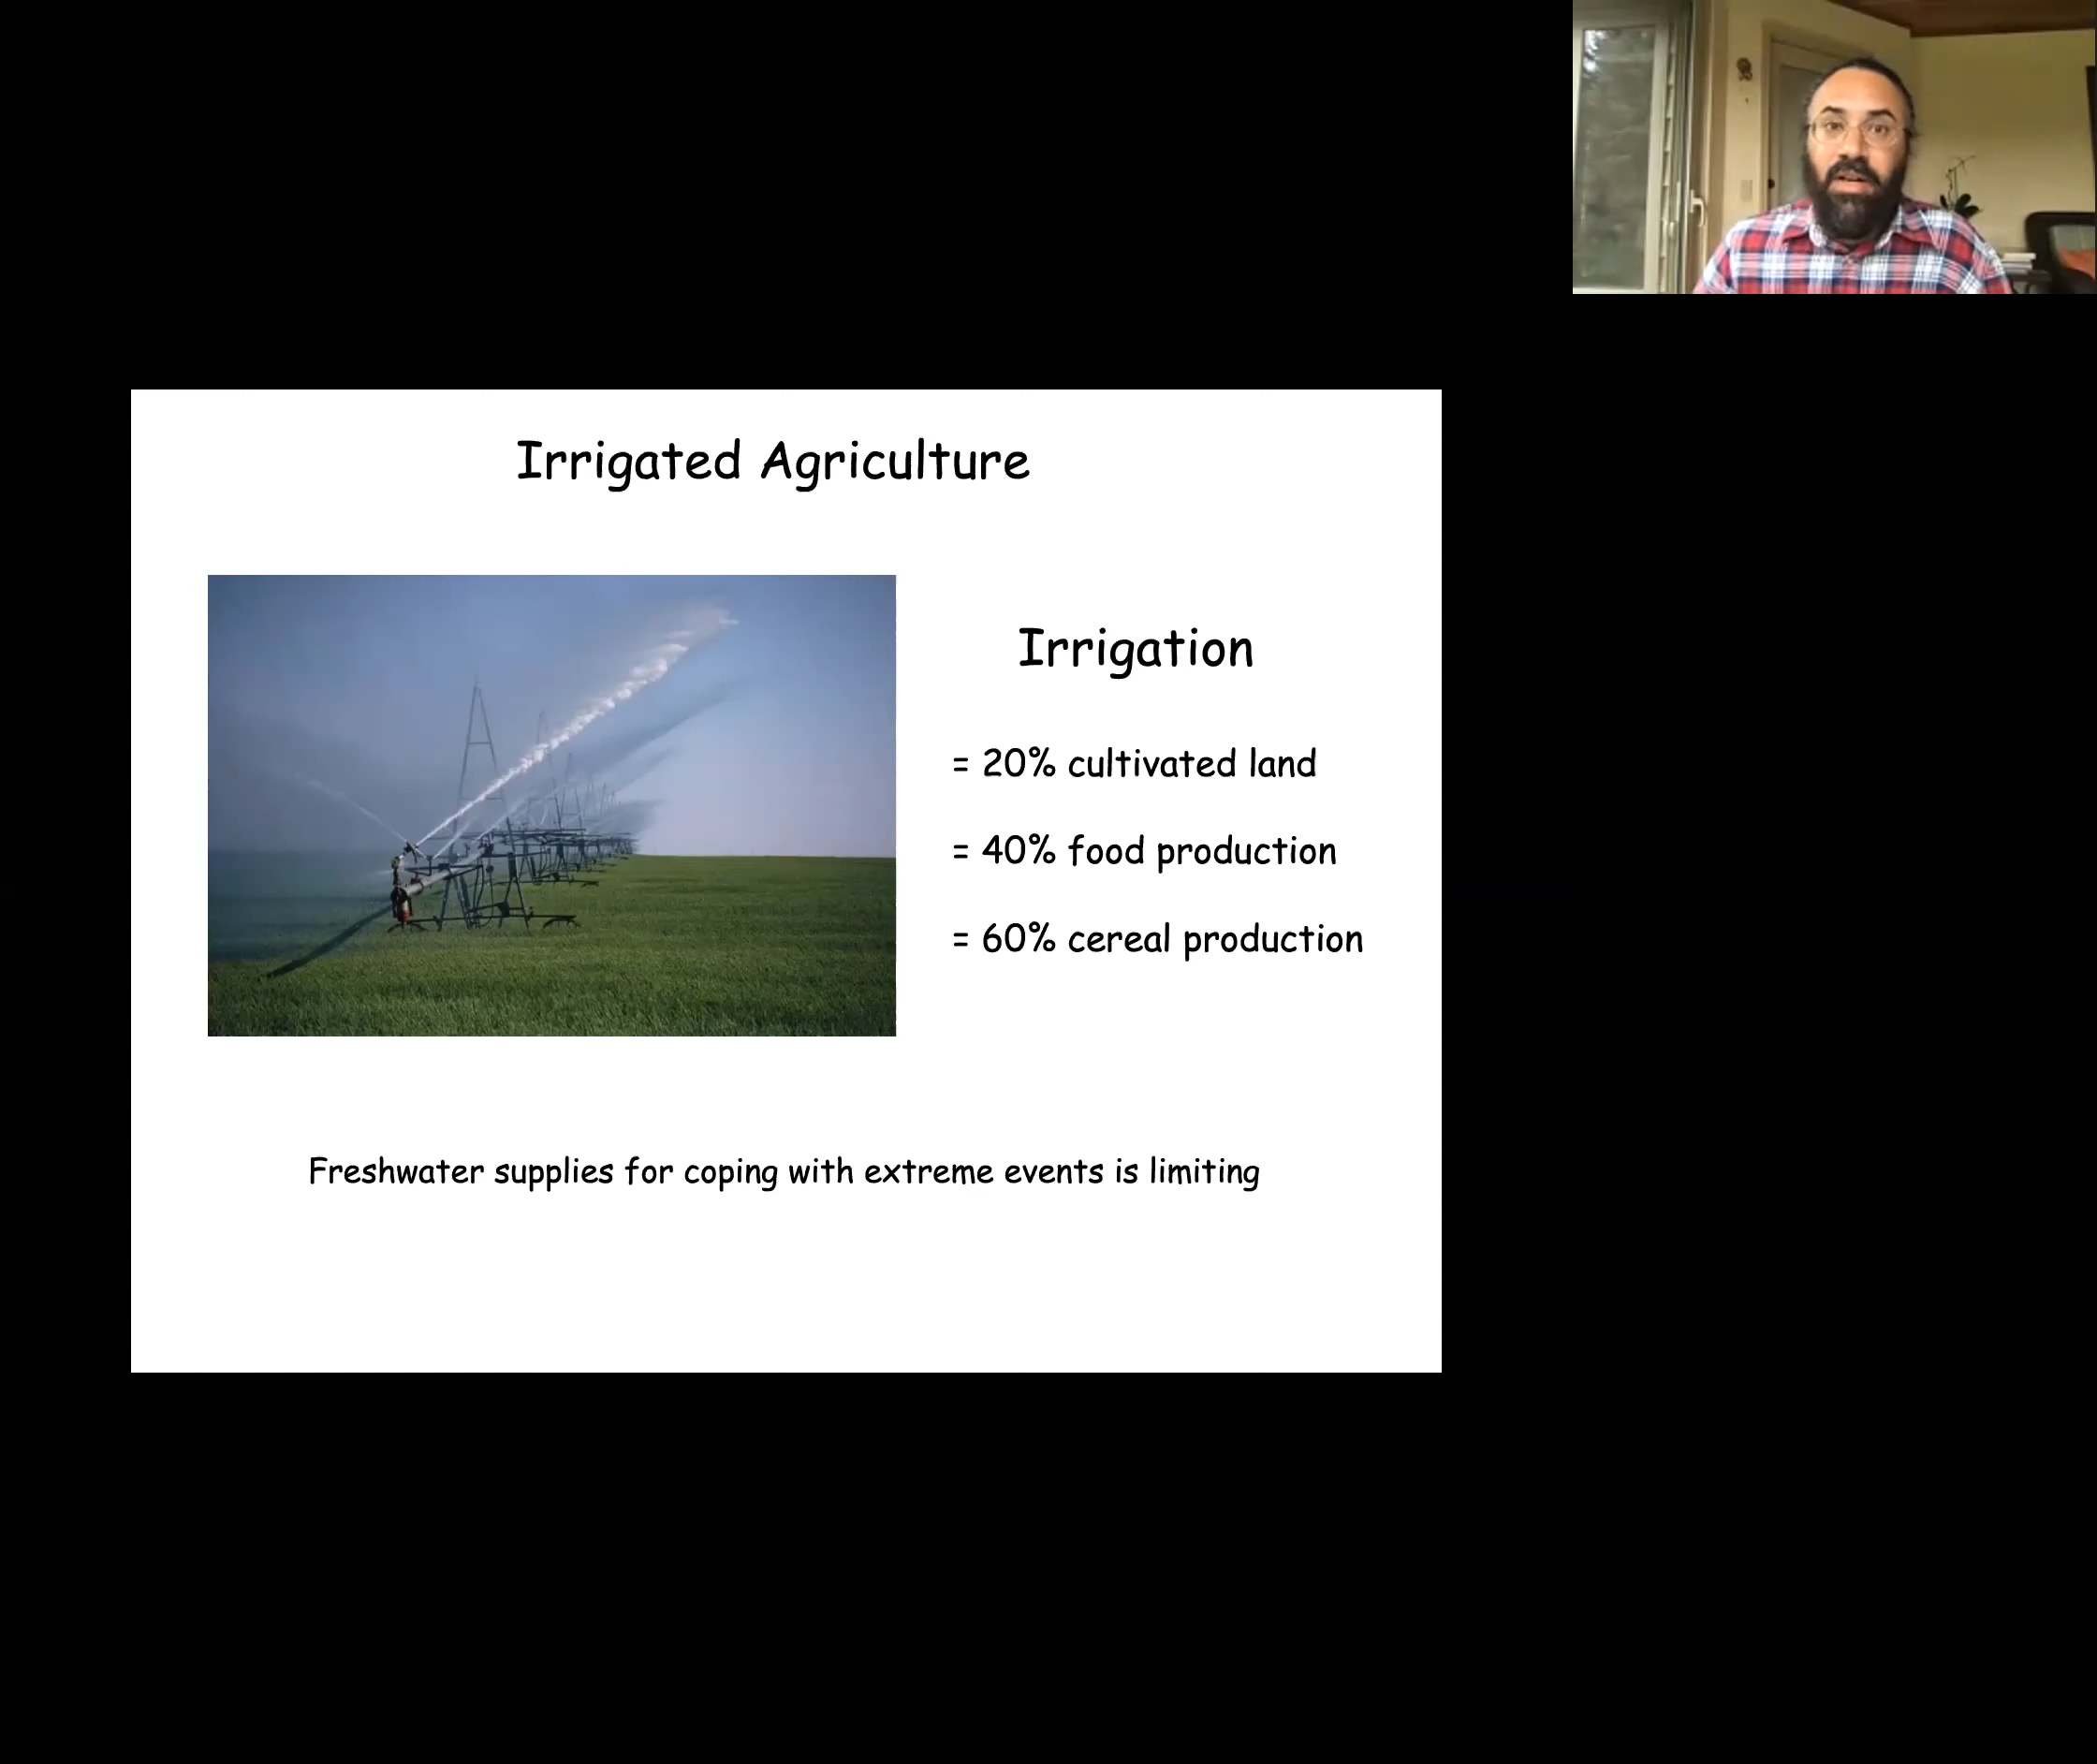 Irrigated Agriculture
Irrigation
= 20% cultivated land
= 40% food production
= 60% cereal production
Freshwater supplies for coping with extreme events is limiting